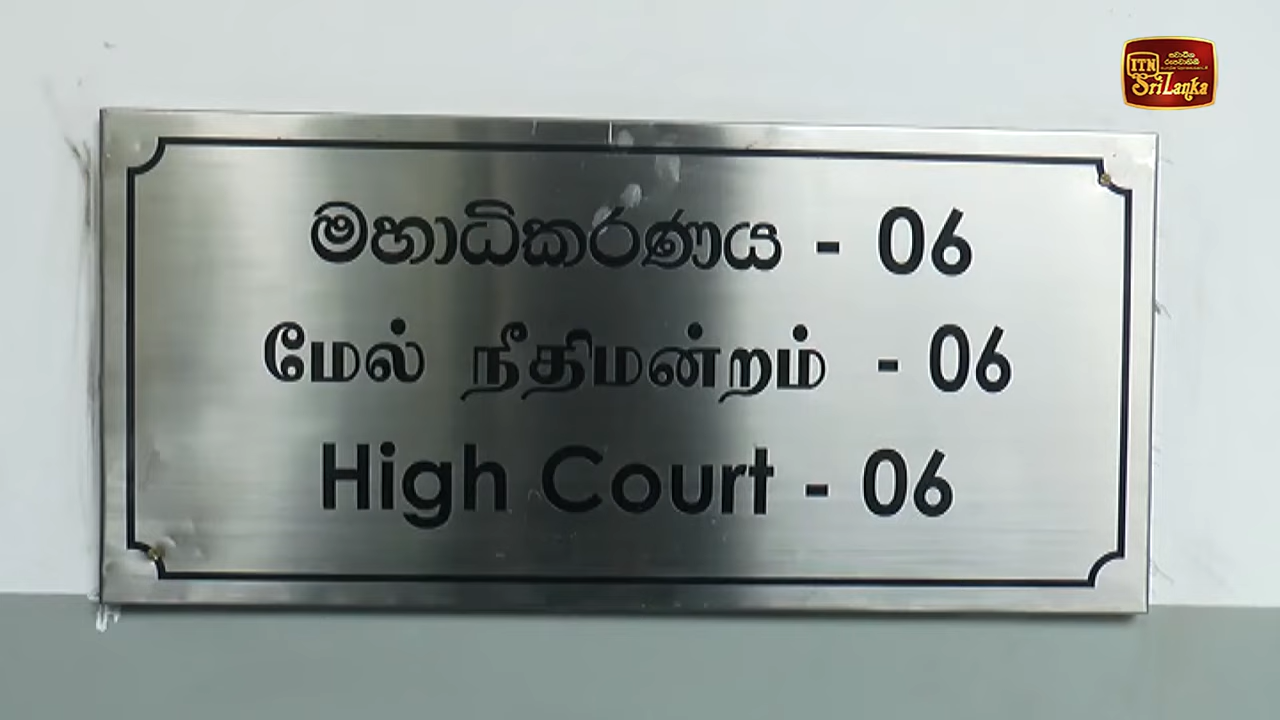 ITN
Sri Lanka
මහාධිකරණය - 06
மேல் நீதிமன்றம் - 06
High Court - 06